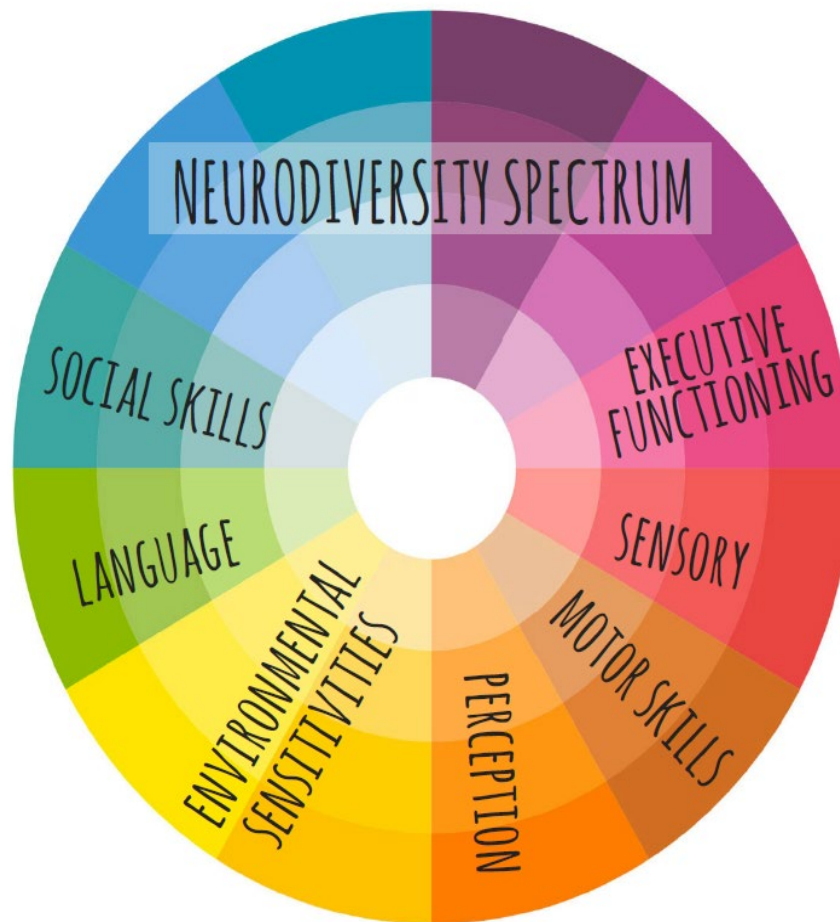 NEURODIVERSITY SPECTRUM
EXECUTIVE
FUNCTIONING
SENSORY
MOTOR SKILLS
PERCEPTION
ENVIRONMENTAL
SENSITIVITIES
LANGUAGE
SOCIAL SKILLS